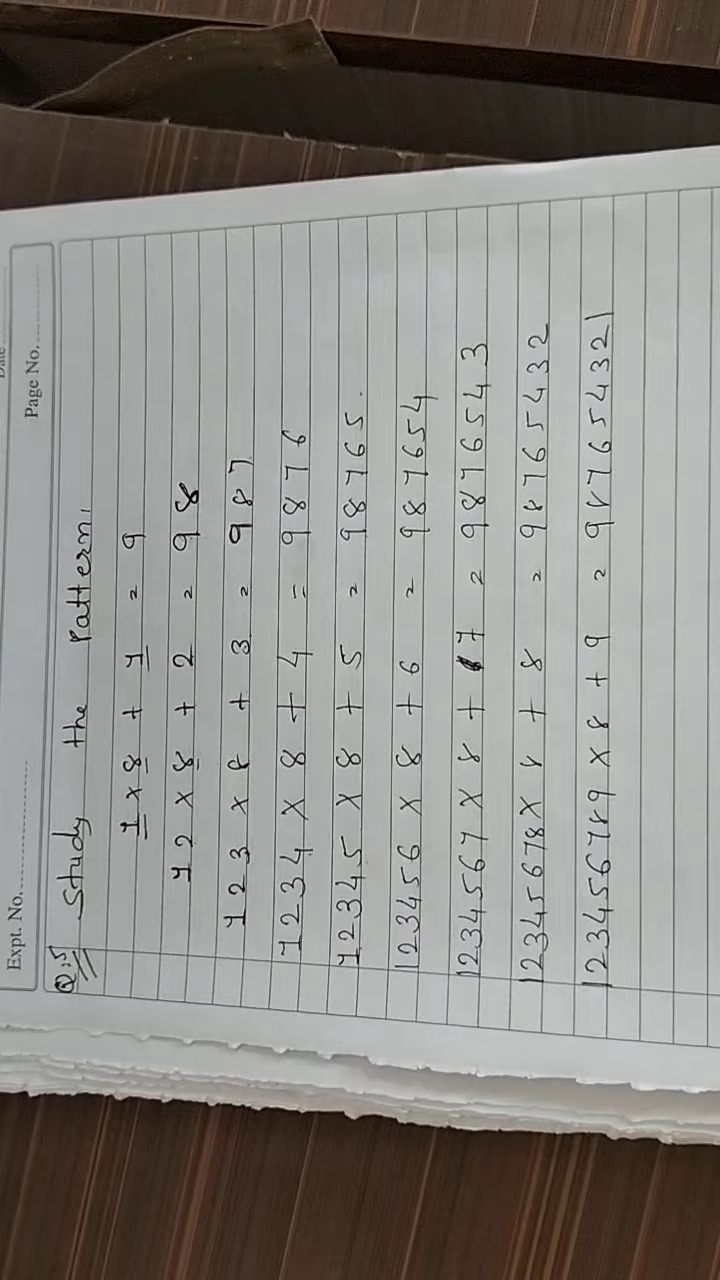 Date
Expt. No.
Page No.
Q:5 Study the Pattern.
1 x 8 + 1 = 9
12 x 8 + 2 = 98
123 x 8 + 3 = 987
1234 x 8 + 4 = 9876
12345 x 8 + 5 = 98765.
123456 x 8 + 6 = 987654
1234567 x 8 + 7 = 9876543
12345678 x 8 + 8 = 98765432
123456789 x 8 + 9 = 987654321